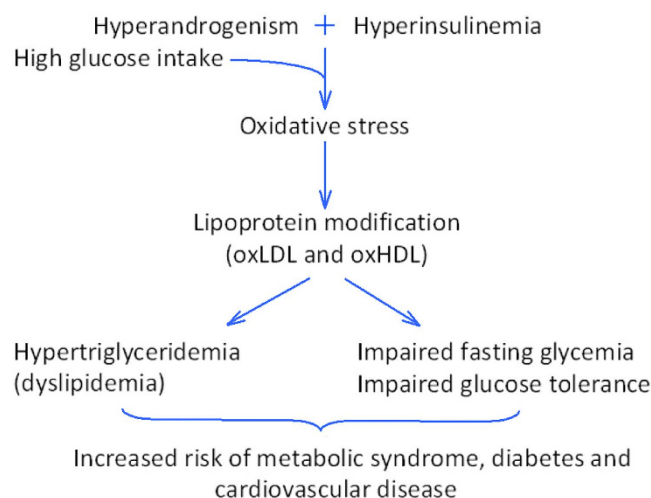 Hyperandrogenism + Hyperinsulinemia
High glucose intake
Oxidative stress
Lipoprotein modification
(oxLDL and oxHDL)
Hypertriglyceridemia
(dyslipidemia)
Impaired fasting glycemia
Impaired glucose tolerance
Increased risk of metabolic syndrome, diabetes and
cardiovascular disease